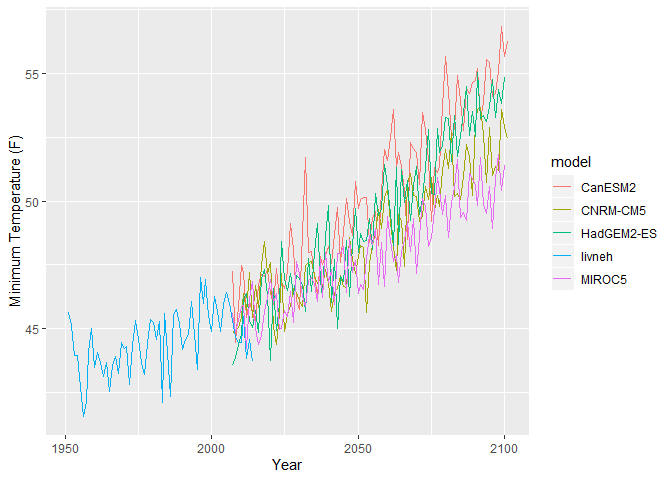 55
50
45
Minimum Temperature (F)
1950
2000
2050
2100
Year
model
CanESM2
CNRM-CM5
HadGEM2-ES
livneh
MIROC5